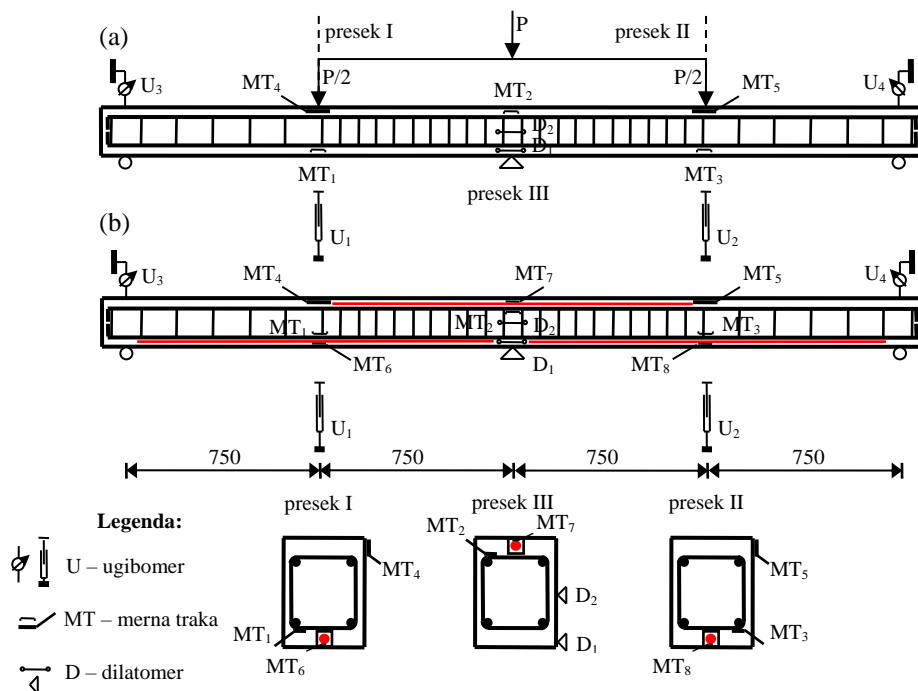 (a)
presek I
P
presek II
U3
MT4
P/2
MT2
P/2
MT5
U4
D2
D1
MT1
presek III
MT3
U1
U2
(b)
U3
MT4
MT7
MT5
U4
MT1
MT2
D2
MT3
MT6
D1
MT8
U1
U2
750
750
750
750
presek I
presek III
presek II
Legenda:
U – ugibomer
MT – merna traka
D – dilatomer
MT4
MT1
MT6
MT2
MT7
D2
D1
MT5
MT3
MT8